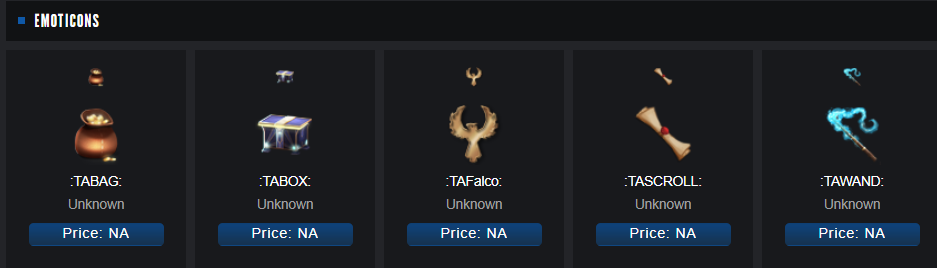 EMOTICONS
:TABAG: :TABOX: :TAFalco: :TASCROLL: :TAWAND:
Unknown Unknown Unknown Unknown Unknown
Price: NA Price: NA Price: NA Price: NA Price: NA